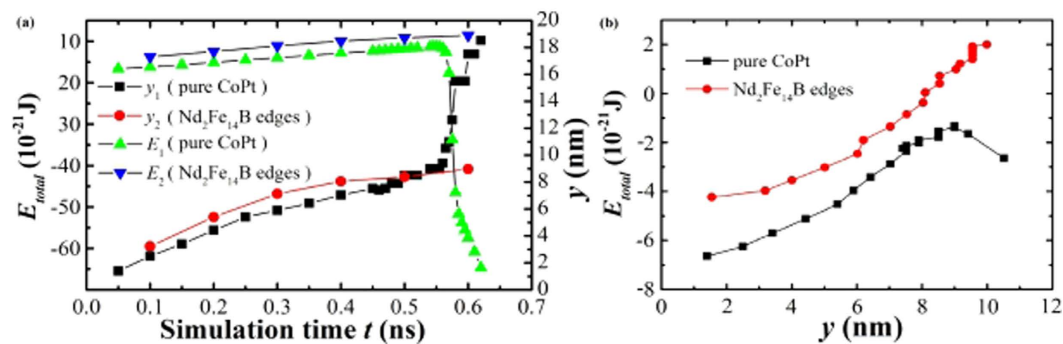 (a)
E_total (10^-21 J)
10
20
30
-40
-50
-60
y_1 ( pure CoPt )
y_2 ( Nd_2Fe_14B edges)
E_1 ( pure CoPt )
E_2 ( Nd_2Fe_14B edges )
0.0 0.1 0.2 0.3 0.4 0.5 0.6 0.7
Simulation time t (ns)
20
18
16
14
12
10
8
6
4
2
0
y (nm)
(b)
E_total (10^-21 J)
2
0
-2
-4
-6
-8
pure CoPt
Nd_2Fe_14B edges
0 2 4 6 8 10 12
y (nm)